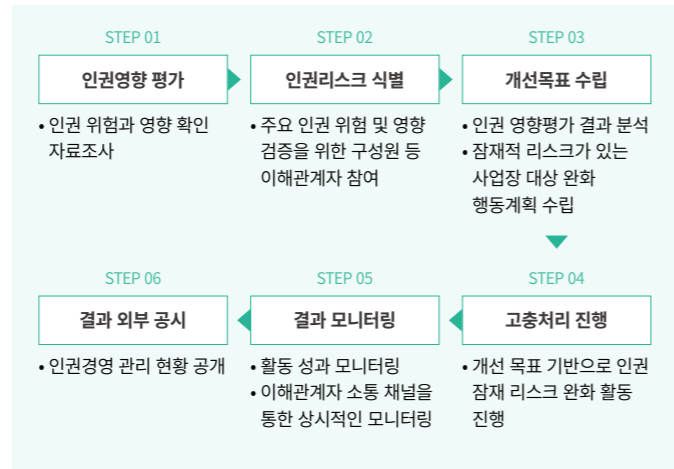 STEP 01
인권영향 평가
• 인권 위험과 영향 확인
자료조사
STEP 02
인권리스크 식별
• 주요 인권 위험 및 영향
검증을 위한 구성원 등
이해관계자 참여
STEP 03
개선목표 수립
• 인권 영향평가 결과 분석
• 잠재적 리스크가 있는
사업장 대상 완화
행동계획 수립
STEP 04
고충처리 진행
• 개선 목표 기반으로 인권
잠재 리스크 완화 활동
진행
STEP 05
결과 모니터링
• 활동 성과 모니터링
• 이해관계자 소통 채널을
통한 상시적인 모니터링
STEP 06
결과 외부 공시
• 인권경영 관리 현황 공개